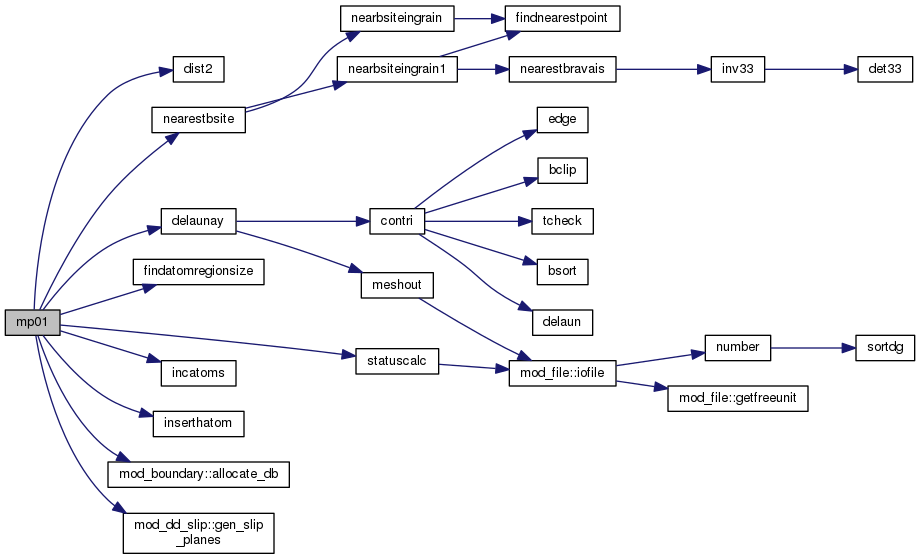 nearbsiteingrain
findnearestpoint
dist2
nearbsiteingrain1
nearestbravais
inv33
det33
nearestbsite
edge
bclip
delaunay
contri
tcheck
findatomregionsize
bsort
meshout
mp01
delaun
number
sortdg
statuscalc
incatoms
mod_file::iofile
mod_file::getfreeunit
inserthatom
mod_boundary::allocate_db
mod_dd_slip::gen_slip
_planes